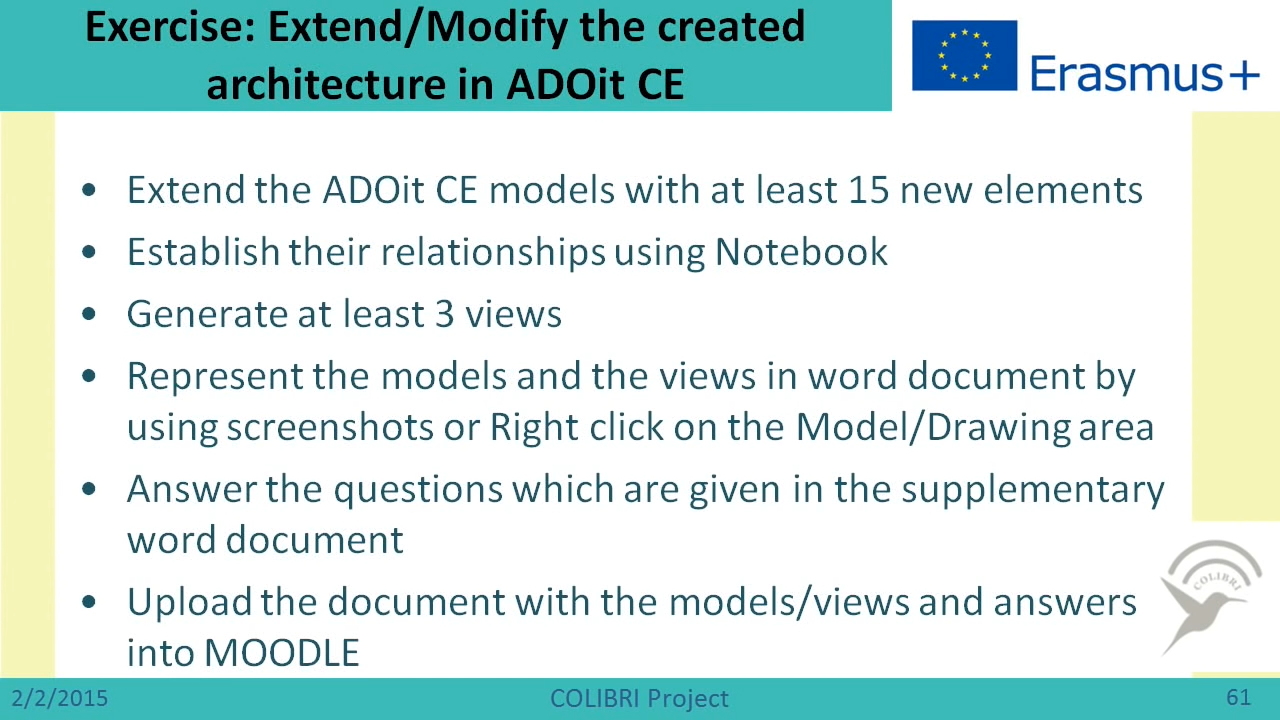 Exercise: Extend/Modify the created
architecture in ADOit CE
Erasmus+
• Extend the ADOit CE models with at least 15 new elements
• Establish their relationships using Notebook
• Generate at least 3 views
• Represent the models and the views in word document by
using screenshots or Right click on the Model/Drawing area
• Answer the questions which are given in the supplementary
word document
• Upload the document with the models/views and answers
into MOODLE
COLIBRI
2/2/2015
COLIBRI Project
61